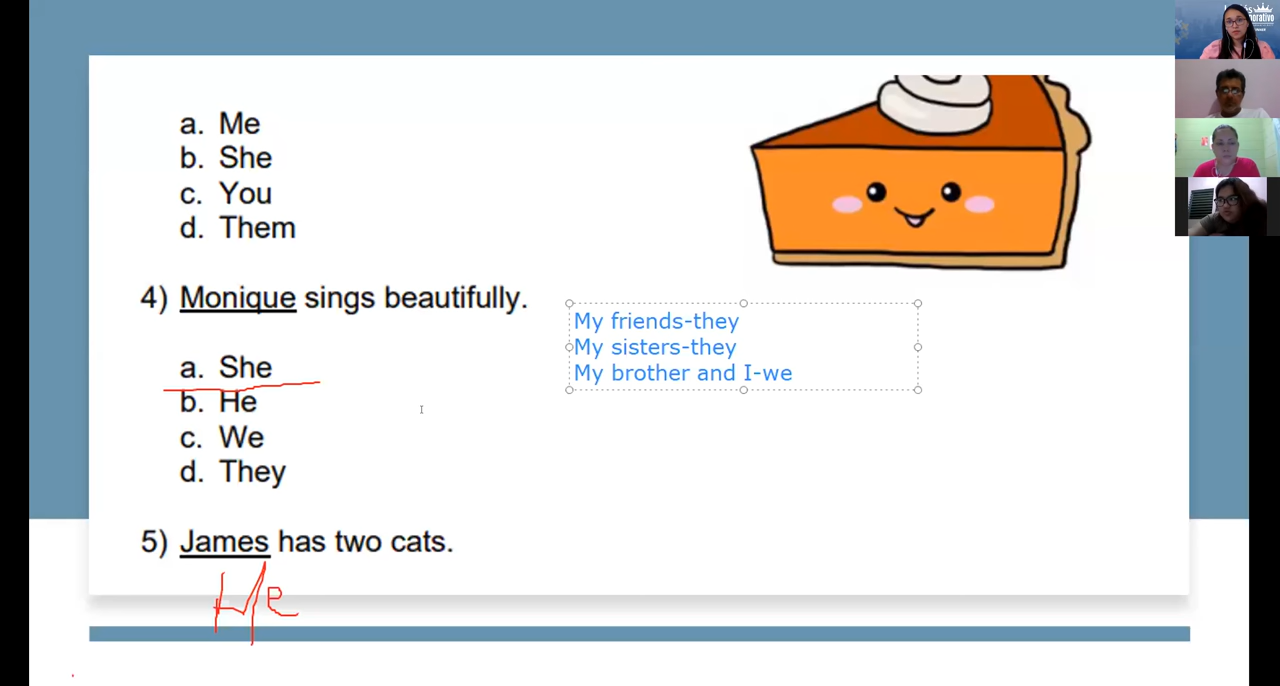 a. Me
b. She
c. You
d. Them
4) Monique sings beautifully.
My friends-they
My sisters-they
My brother and I-we
a. She
b. He
c. We
d. They
5) James has two cats.
He